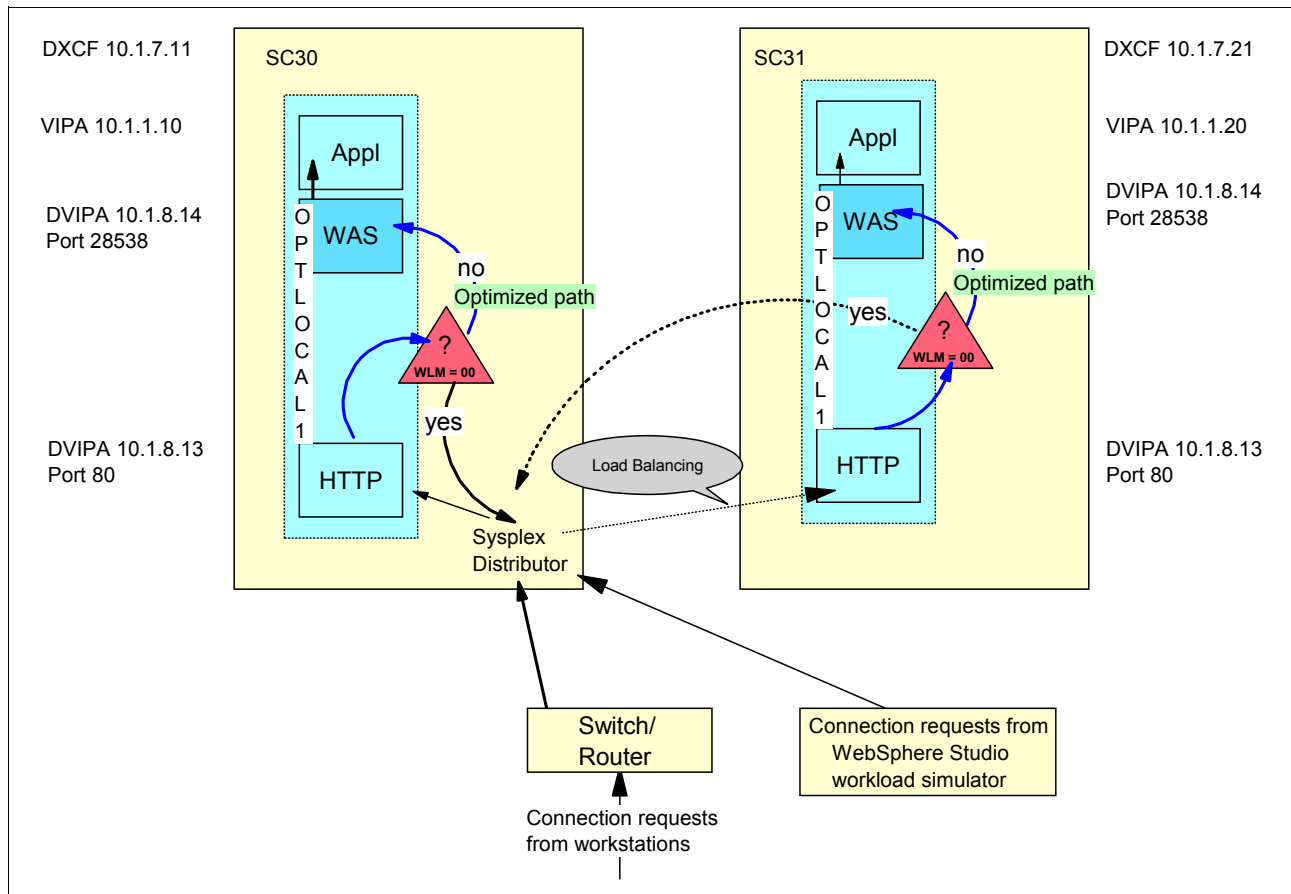 DXCF 10.1.7.11
VIPA 10.1.1.10
DVIPA 10.1.8.14
Port 28538
DVIPA 10.1.8.13
Port 80
SC30
Appl
WAS
OPTLOCAL1
no
Optimized path
?
WLM = 00
yes
HTTP
Sysplex
Distributor
Load Balancing
SC31
Appl
WAS
OPTLOCAL1
no
Optimized path
yes
?
WLM = 00
HTTP
DXCF 10.1.7.21
VIPA 10.1.1.20
DVIPA 10.1.8.14
Port 28538
DVIPA 10.1.8.13
Port 80
Switch/
Router
Connection requests from
WebSphere Studio
workload simulator
Connection requests
from workstations